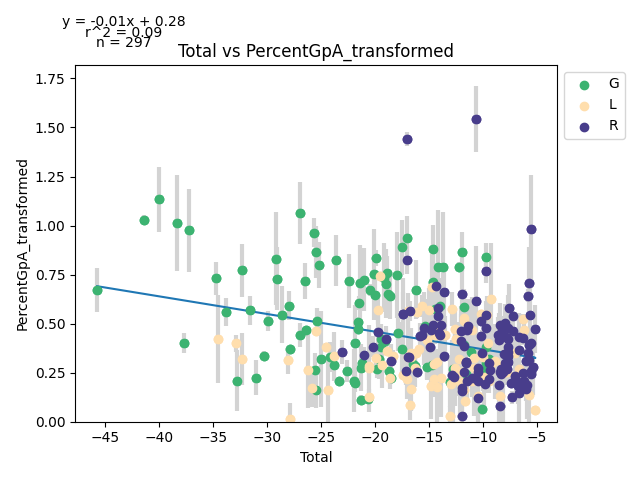 y = -0.01x + 0.28
r^2 = 0.09
n = 297
Total vs PercentGpA_transformed
G
L
R
PercentGpA_transformed
1.75
1.50
1.25
1.00
0.75
0.50
0.25
0.00
−45 −40 −35 −30 −25 −20 −15 −10 −5
Total